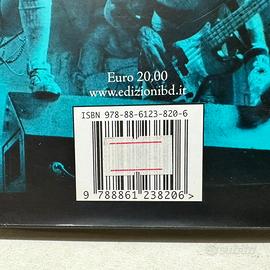 Euro 20,00
www.edizionibd.it
ISBN 978-88-6123-820-6
9 788861 238206 >